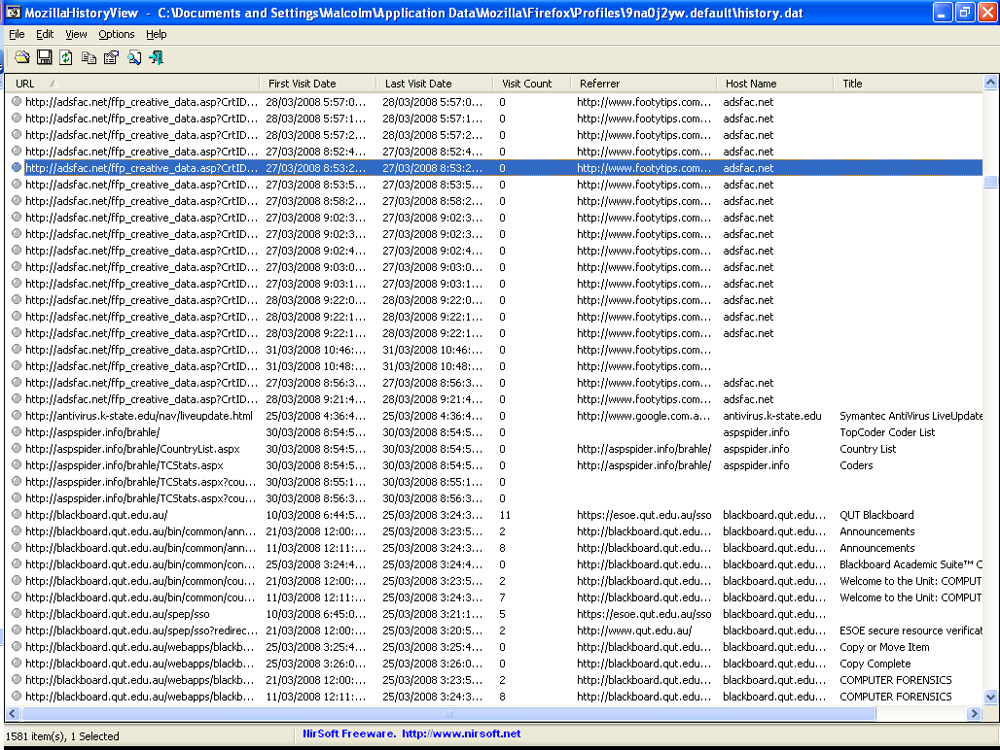 MozillaHistoryView - C:\Documents and Settings\Malcolm\Application Data\Mozilla\Firefox\Profiles\9na0j2yw.default\history.dat
File Edit View Options Help
URL First Visit Date Last Visit Date Visit Count Referrer Host Name Title
http://adsfac.net/ffp_creative_data.asp?CrtID... 28/03/2008 5:57:0... 28/03/2008 5:57:0... 0 http://www.footytips.com... adsfac.net
http://adsfac.net/ffp_creative_data.asp?CrtID... 28/03/2008 5:57:1... 28/03/2008 5:57:1... 0 http://www.footytips.com... adsfac.net
http://adsfac.net/ffp_creative_data.asp?CrtID... 28/03/2008 5:57:2... 28/03/2008 5:57:2... 0 http://www.footytips.com... adsfac.net
http://adsfac.net/ffp_creative_data.asp?CrtID... 27/03/2008 8:52:4... 27/03/2008 8:52:4... 0 http://www.footytips.com... adsfac.net
http://adsfac.net/ffp_creative_data.asp?CrtID... 27/03/2008 8:53:2... 27/03/2008 8:53:2... 0 http://www.footytips.com... adsfac.net
http://adsfac.net/ffp_creative_data.asp?CrtID... 27/03/2008 8:53:5... 27/03/2008 8:53:5... 0 http://www.footytips.com... adsfac.net
http://adsfac.net/ffp_creative_data.asp?CrtID... 27/03/2008 8:58:2... 27/03/2008 8:58:2... 0 http://www.footytips.com... adsfac.net
http://adsfac.net/ffp_creative_data.asp?CrtID... 27/03/2008 9:02:3... 27/03/2008 9:02:3... 0 http://www.footytips.com... adsfac.net
http://adsfac.net/ffp_creative_data.asp?CrtID... 27/03/2008 9:02:3... 27/03/2008 9:02:3... 0 http://www.footytips.com... adsfac.net
http://adsfac.net/ffp_creative_data.asp?CrtID... 27/03/2008 9:02:4... 27/03/2008 9:02:4... 0 http://www.footytips.com... adsfac.net
http://adsfac.net/ffp_creative_data.asp?CrtID... 27/03/2008 9:03:0... 27/03/2008 9:03:0... 0 http://www.footytips.com... adsfac.net
http://adsfac.net/ffp_creative_data.asp?CrtID... 27/03/2008 9:03:1... 27/03/2008 9:03:1... 0 http://www.footytips.com... adsfac.net
http://adsfac.net/ffp_creative_data.asp?CrtID... 28/03/2008 9:22:0... 28/03/2008 9:22:0... 0 http://www.footytips.com... adsfac.net
http://adsfac.net/ffp_creative_data.asp?CrtID... 28/03/2008 9:22:1... 28/03/2008 9:22:1... 0 http://www.footytips.com... adsfac.net
http://adsfac.net/ffp_creative_data.asp?CrtID... 28/03/2008 9:22:1... 28/03/2008 9:22:1... 0 http://www.footytips.com... adsfac.net
http://adsfac.net/ffp_creative_data.asp?CrtID... 31/03/2008 10:46:... 31/03/2008 10:46:... 0 http://www.footytips.com...
http://adsfac.net/ffp_creative_data.asp?CrtID... 31/03/2008 10:48:... 31/03/2008 10:48:... 0 http://www.footytips.com...
http://adsfac.net/ffp_creative_data.asp?CrtID... 27/03/2008 8:56:3... 27/03/2008 8:56:3... 0 http://www.footytips.com... adsfac.net
http://adsfac.net/ffp_creative_data.asp?CrtID... 28/03/2008 9:21:4... 28/03/2008 9:21:4... 0 http://www.footytips.com... adsfac.net
http://antivirus.k-state.edu/nav/liveupdate.html 25/03/2008 4:36:4... 25/03/2008 4:36:4... 0 http://www.google.com.a... antivirus.k-state.edu Symantec AntiVirus LiveUpdate
http://aspspider.info/brahle/ 30/03/2008 8:54:5... 30/03/2008 8:54:5... 0 aspspider.info TopCoder Coder List
http://aspspider.info/brahle/CountryList.aspx 30/03/2008 8:54:5... 30/03/2008 8:54:5... 0 http://aspspider.info/brahle/ aspspider.info Country List
http://aspspider.info/brahle/TCStats.aspx 30/03/2008 8:54:5... 30/03/2008 8:54:5... 0 http://aspspider.info/brahle/ aspspider.info Coders
http://aspspider.info/brahle/TCStats.aspx?cou... 30/03/2008 8:55:1... 30/03/2008 8:55:1... 0
http://aspspider.info/brahle/TCStats.aspx?cou... 30/03/2008 8:56:3... 30/03/2008 8:56:3... 0
http://blackboard.qut.edu.au/ 10/03/2008 6:44:5... 25/03/2008 3:24:3... 11 https://esoe.qut.edu.au/sso blackboard.qut.edu... QUT Blackboard
http://blackboard.qut.edu.au/bin/common/ann... 21/03/2008 12:00:... 25/03/2008 3:23:5... 2 http://blackboard.qut.edu... blackboard.qut.edu... Announcements
http://blackboard.qut.edu.au/bin/common/ann... 11/03/2008 12:11:... 25/03/2008 3:24:3... 8 http://blackboard.qut.edu... blackboard.qut.edu... Announcements
http://blackboard.qut.edu.au/bin/common/con... 25/03/2008 3:24:4... 25/03/2008 3:24:4... 0 http://blackboard.qut.edu... blackboard.qut.edu... Blackboard Academic Suite™ C
http://blackboard.qut.edu.au/bin/common/cou... 21/03/2008 12:00:... 25/03/2008 3:23:5... 2 http://blackboard.qut.edu... blackboard.qut.edu... Welcome to the Unit: COMPUT
http://blackboard.qut.edu.au/bin/common/cou... 11/03/2008 12:11:... 25/03/2008 3:24:3... 7 http://blackboard.qut.edu... blackboard.qut.edu... Welcome to the Unit: COMPUT
http://blackboard.qut.edu.au/spep/sso 10/03/2008 6:45:0... 25/03/2008 3:21:1... 5 https://esoe.qut.edu.au/sso blackboard.qut.edu...
http://blackboard.qut.edu.au/spep/sso?redirec... 21/03/2008 12:00:... 25/03/2008 3:20:5... 2 http://www.qut.edu.au/ blackboard.qut.edu... ESOE secure resource verificat
http://blackboard.qut.edu.au/webapps/blackb... 25/03/2008 3:25:4... 25/03/2008 3:25:4... 0 http://blackboard.qut.edu... blackboard.qut.edu... Copy or Move Item
http://blackboard.qut.edu.au/webapps/blackb... 25/03/2008 3:26:0... 25/03/2008 3:26:0... 0 http://blackboard.qut.edu... blackboard.qut.edu... Copy Complete
http://blackboard.qut.edu.au/webapps/blackb... 21/03/2008 12:00:... 25/03/2008 3:23:5... 2 http://blackboard.qut.edu... blackboard.qut.edu... COMPUTER FORENSICS
http://blackboard.qut.edu.au/webapps/blackb... 11/03/2008 12:11:... 25/03/2008 3:24:3... 8 http://blackboard.qut.edu... blackboard.qut.edu... COMPUTER FORENSICS
1581 item(s), 1 Selected NirSoft Freeware. http://www.nirsoft.net